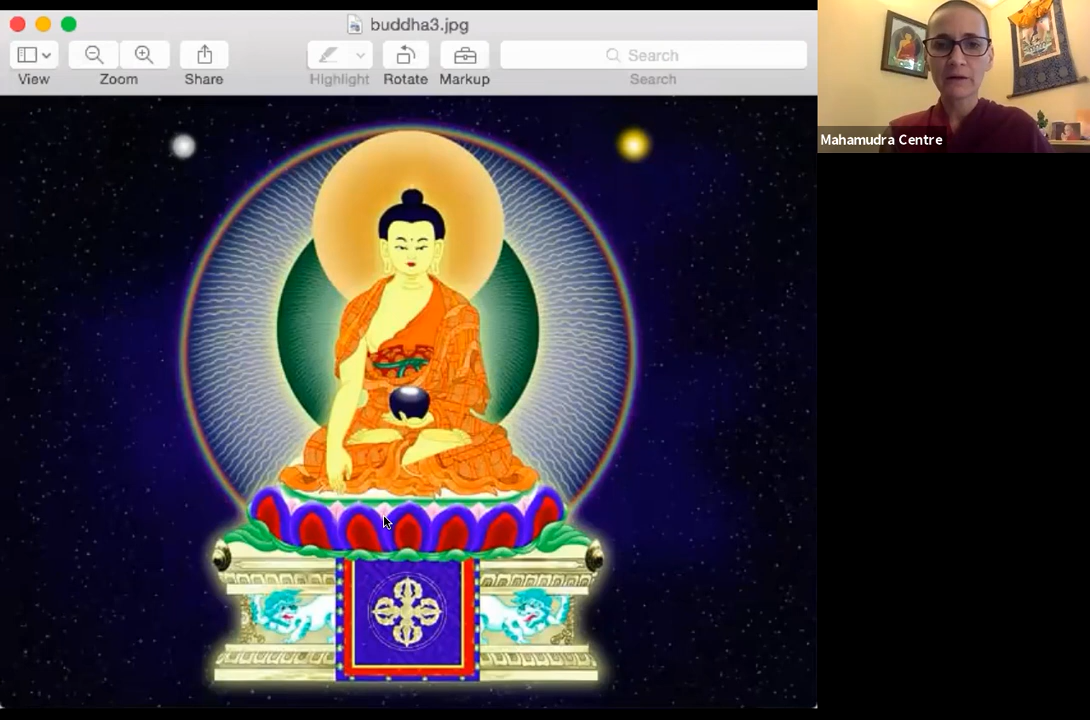 buddha3.jpg
Search
View
Zoom
Share
Highlight
Rotate
Markup
Search
Mahamudra Centre